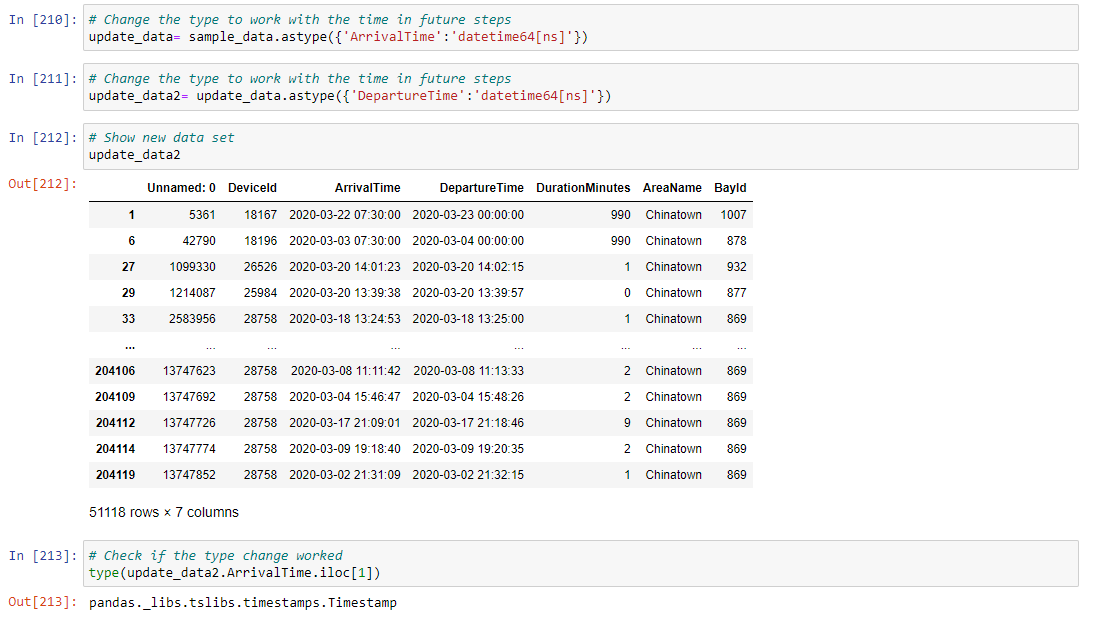 In [210]: # Change the type to work with the time in future steps
update_data= sample_data.astype({'ArrivalTime':'datetime64[ns]'})
In [211]: # Change the type to work with the time in future steps
update_data2= update_data.astype({'DepartureTime':'datetime64[ns]'})
In [212]: # Show new data set
update_data2
Out[212]:
Unnamed: 0 DeviceId ArrivalTime DepartureTime DurationMinutes AreaName BayId
1 5361 18167 2020-03-22 07:30:00 2020-03-23 00:00:00 990 Chinatown 1007
6 42790 18196 2020-03-03 07:30:00 2020-03-04 00:00:00 990 Chinatown 878
27 1099330 26526 2020-03-20 14:01:23 2020-03-20 14:02:15 1 Chinatown 932
29 1214087 25984 2020-03-20 13:39:38 2020-03-20 13:39:57 0 Chinatown 877
33 2583956 28758 2020-03-18 13:24:53 2020-03-18 13:25:00 1 Chinatown 869
... ... ... ... ... ... ... ...
204106 13747623 28758 2020-03-08 11:11:42 2020-03-08 11:13:33 2 Chinatown 869
204109 13747692 28758 2020-03-04 15:46:47 2020-03-04 15:48:26 2 Chinatown 869
204112 13747726 28758 2020-03-17 21:09:01 2020-03-17 21:18:46 9 Chinatown 869
204114 13747774 28758 2020-03-09 19:18:40 2020-03-09 19:20:35 2 Chinatown 869
204119 13747852 28758 2020-03-02 21:31:09 2020-03-02 21:32:15 1 Chinatown 869
51118 rows × 7 columns
In [213]: # Check if the type change worked
type(update_data2.ArrivalTime.iloc[1])
Out[213]: pandas._libs.tslibs.timestamps.Timestamp